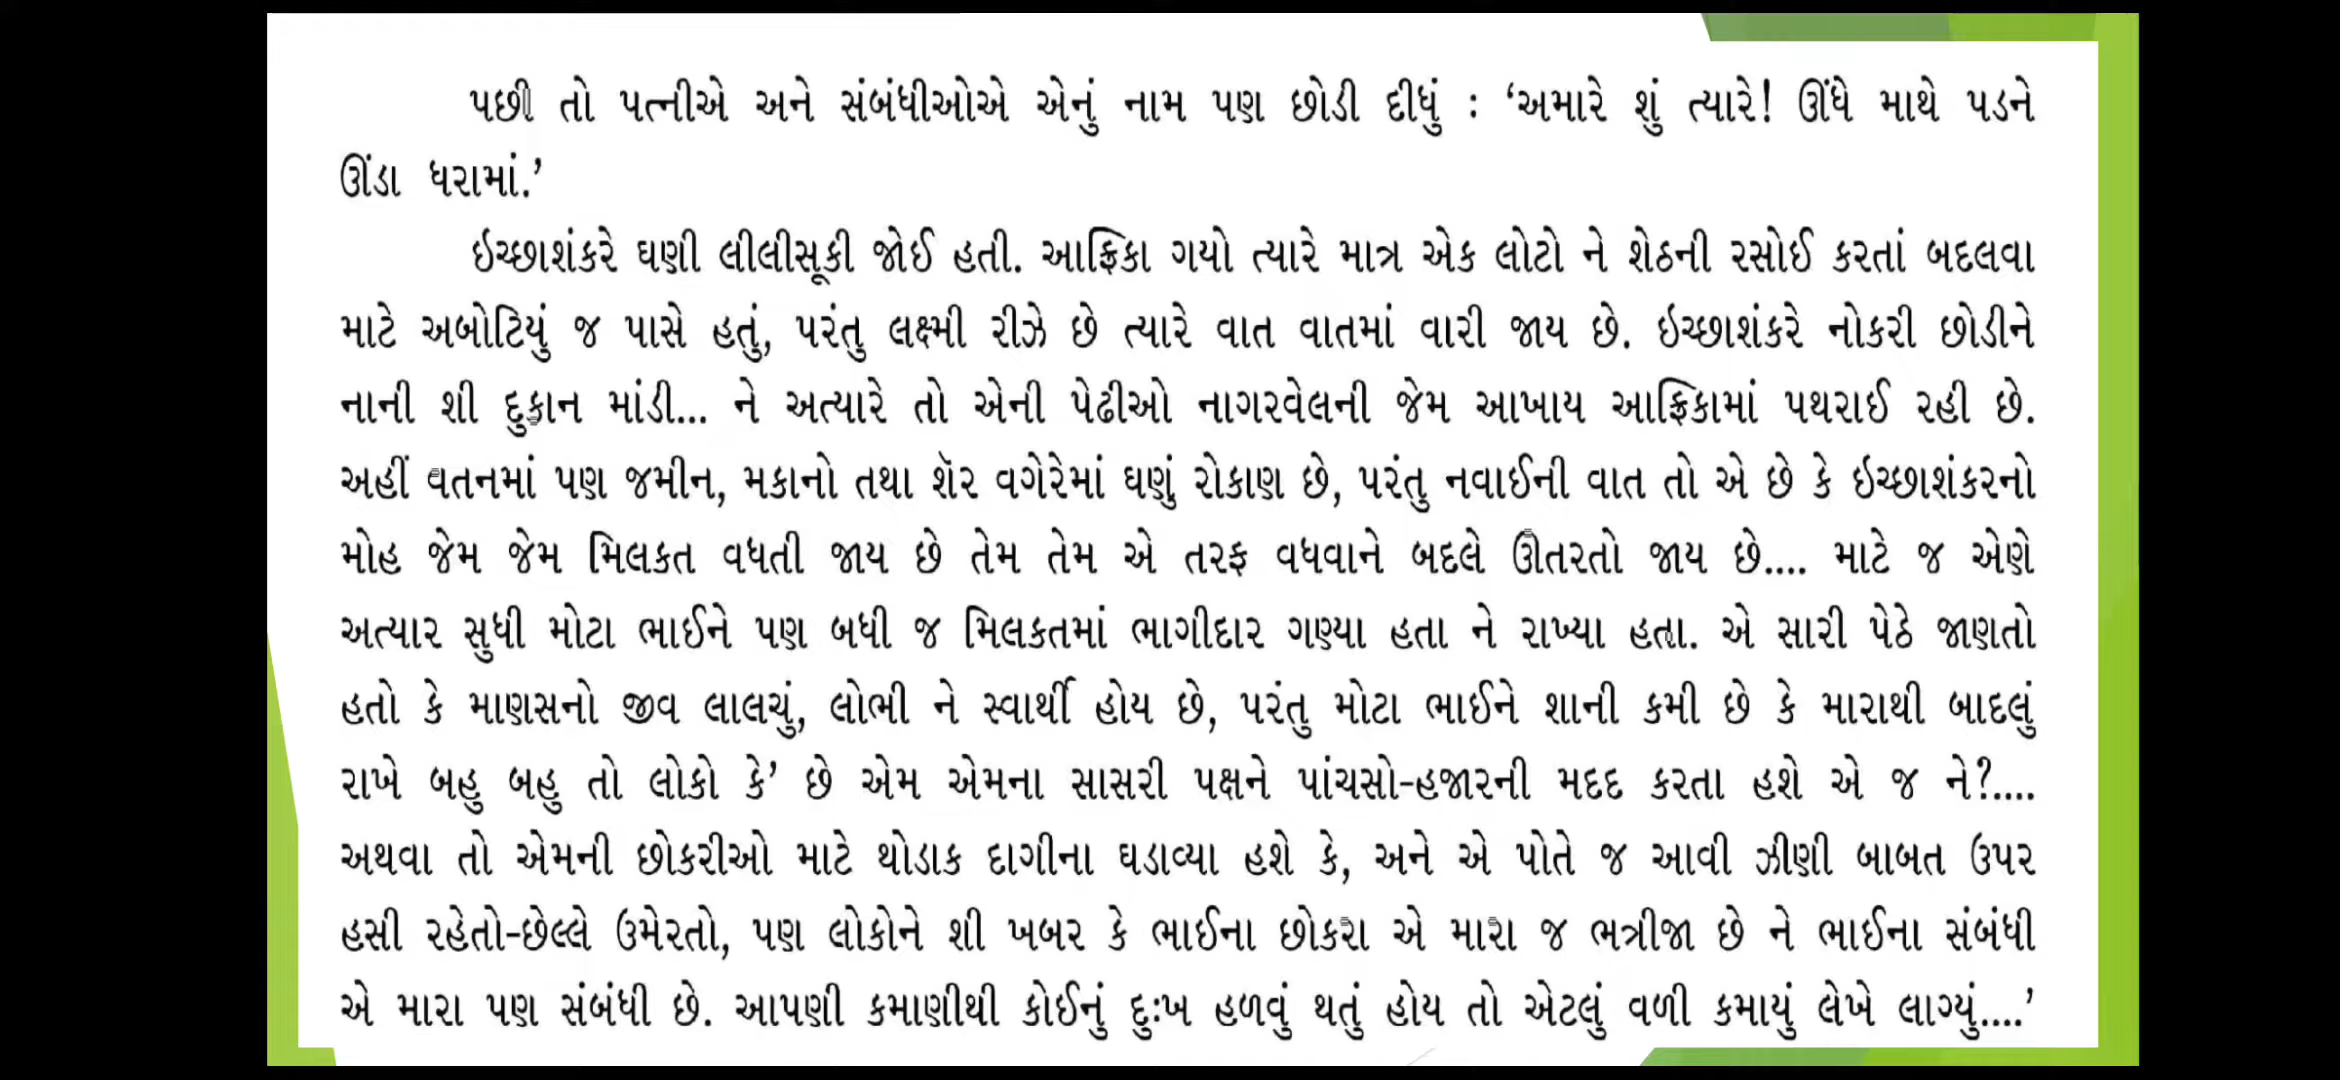 પછી તો પત્નીએ અને સંબંધીઓએ એનું નામ પણ છોડી દીધું : ‘અમારે શું ત્યારે! ઊંધે માથે પડને
ઊંડા ધરામાં.’
ઇચ્છાશંકરે ઘણી લીલીસૂકી જોઈ હતી. આફ્રિકા ગયો ત્યારે માત્ર એક લોટો ને શેઠની રસોઈ કરતાં બદલવા
માટે અબોટિયું જ પાસે હતું, પરંતુ લક્ષ્મી રીઝે છે ત્યારે વાત વાતમાં વારી જાય છે. ઇચ્છાશંકરે નોકરી છોડીને
નાની શી દુકાન માંડી... ને અત્યારે તો એની પેઢીઓ નાગરવેલની જેમ આખાય આફ્રિકામાં પથરાઈ રહી છે.
અહીં વતનમાં પણ જમીન, મકાનો તથા શૅર વગેરેમાં ઘણું રોકાણ છે, પરંતુ નવાઈની વાત તો એ છે કે ઇચ્છાશંકરનો
મોહ જેમ જેમ મિલકત વધતી જાય છે તેમ તેમ એ તરફ વધવાને બદલે ઊતરતો જાય છે.... માટે જ એણે
અત્યાર સુધી મોટા ભાઈને પણ બધી જ મિલકતમાં ભાગીદાર ગણ્યા હતા ને રાખ્યા હતા. એ સારી પેઠે જાણતો
હતો કે માણસનો જીવ લાલચું, લોભી ને સ્વાર્થી હોય છે, પરંતુ મોટા ભાઈને શાની કમી છે કે મારાથી બાદલું
રાખે બહુ બહુ તો લોકો કે’ છે એમ એમના સાસરી પક્ષને પાંચસો-હજારની મદદ કરતા હશે એ જ ને?....
અથવા તો એમની છોકરીઓ માટે થોડાક દાગીના ઘડાવ્યા હશે કે, અને એ પોતે જ આવી ઝીણી બાબત ઉપર
હસી રહેતો-છેલ્લે ઉમેરતો, પણ લોકોને શી ખબર કે ભાઈના છોકરા એ મારા જ ભત્રીજા છે ને ભાઈના સંબંધી
એ મારા પણ સંબંધી છે. આપણી કમાણીથી કોઈનું દુઃખ હળવું થતું હોય તો એટલું વળી કમાયું લેખે લાગ્યું....’